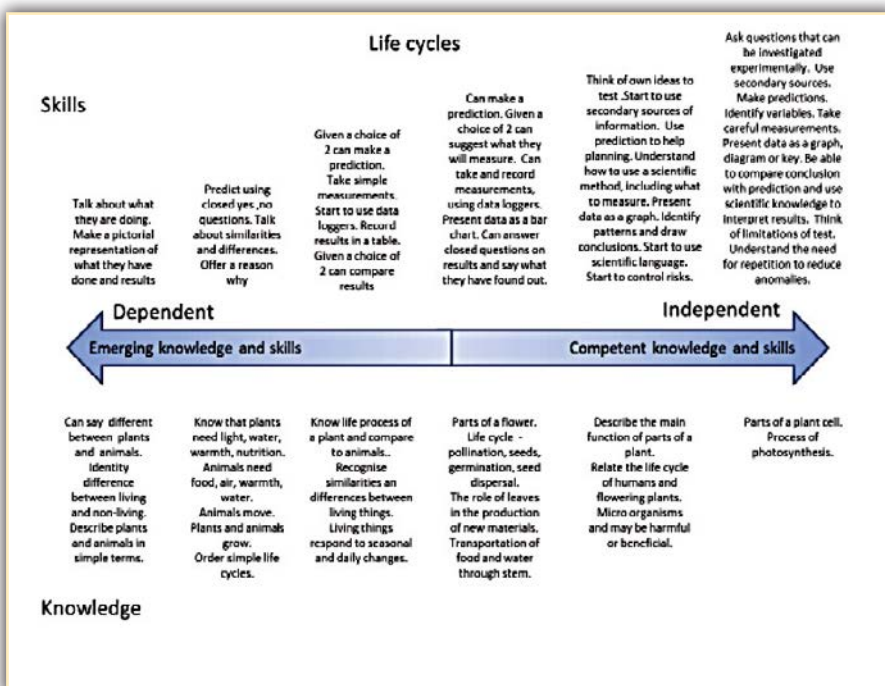 Life cycles
Skills
Talk about what
they are doing.
Make a pictorial
representation of
what they have
done and results
Predict using
closed yes ,no
questions. Talk
about similarities
and differences.
Offer a reason
why
Given a choice of
2 can make a
prediction.
Take simple
measurements.
Start to use data
loggers. Record
results in a table.
Given a choice of
2 can compare
results
Can make a
prediction. Given a
choice of 2 can
suggest what they
will measure. Can
take and record
measurements,
using data loggers.
Present data as a bar
chart. Can answer
closed questions on
results and say what
they have found out.
Think of own ideas to
test .Start to use
secondary sources of
information. Use
prediction to help
planning. Understand
how to use a scientific
method, including what
to measure. Present
data as a graph. Identify
patterns and draw
conclusions. Start to use
scientific language.
Start to control risks.
Ask questions that can
be investigated
experimentally. Use
secondary sources.
Make predictions.
Identify variables. Take
careful measurements.
Present data as a graph,
diagram or key. Be able
to compare conclusion
with prediction and use
scientific knowledge to
interpret results. Think
of limitations of test.
Understand the need
for repetition to reduce
anomalies.
Dependent
Independent
Emerging knowledge and skills
Competent knowledge and skills
Can say different
between plants
and animals.
Identity
difference
between living
and non-living.
Describe plants
and animals in
simple terms.
Know that plants
need light, water,
warmth, nutrition.
Animals need
food, air, warmth,
water.
Animals move.
Plants and animals
grow.
Order simple life
cycles.
Know life process of
a plant and compare
to animals..
Recognise
similarities an
differences between
living things.
Living things
respond to seasonal
and daily changes.
Parts of a flower.
Life cycle -
pollination, seeds,
germination, seed
dispersal.
The role of leaves
in the production
of new materials.
Transportation of
food and water
through stem.
Describe the main
function of parts of a
plant.
Relate the life cycle
of humans and
flowering plants.
Micro organisms
and may be harmful
or beneficial.
Parts of a plant cell.
Process of
photosynthesis.
Knowledge